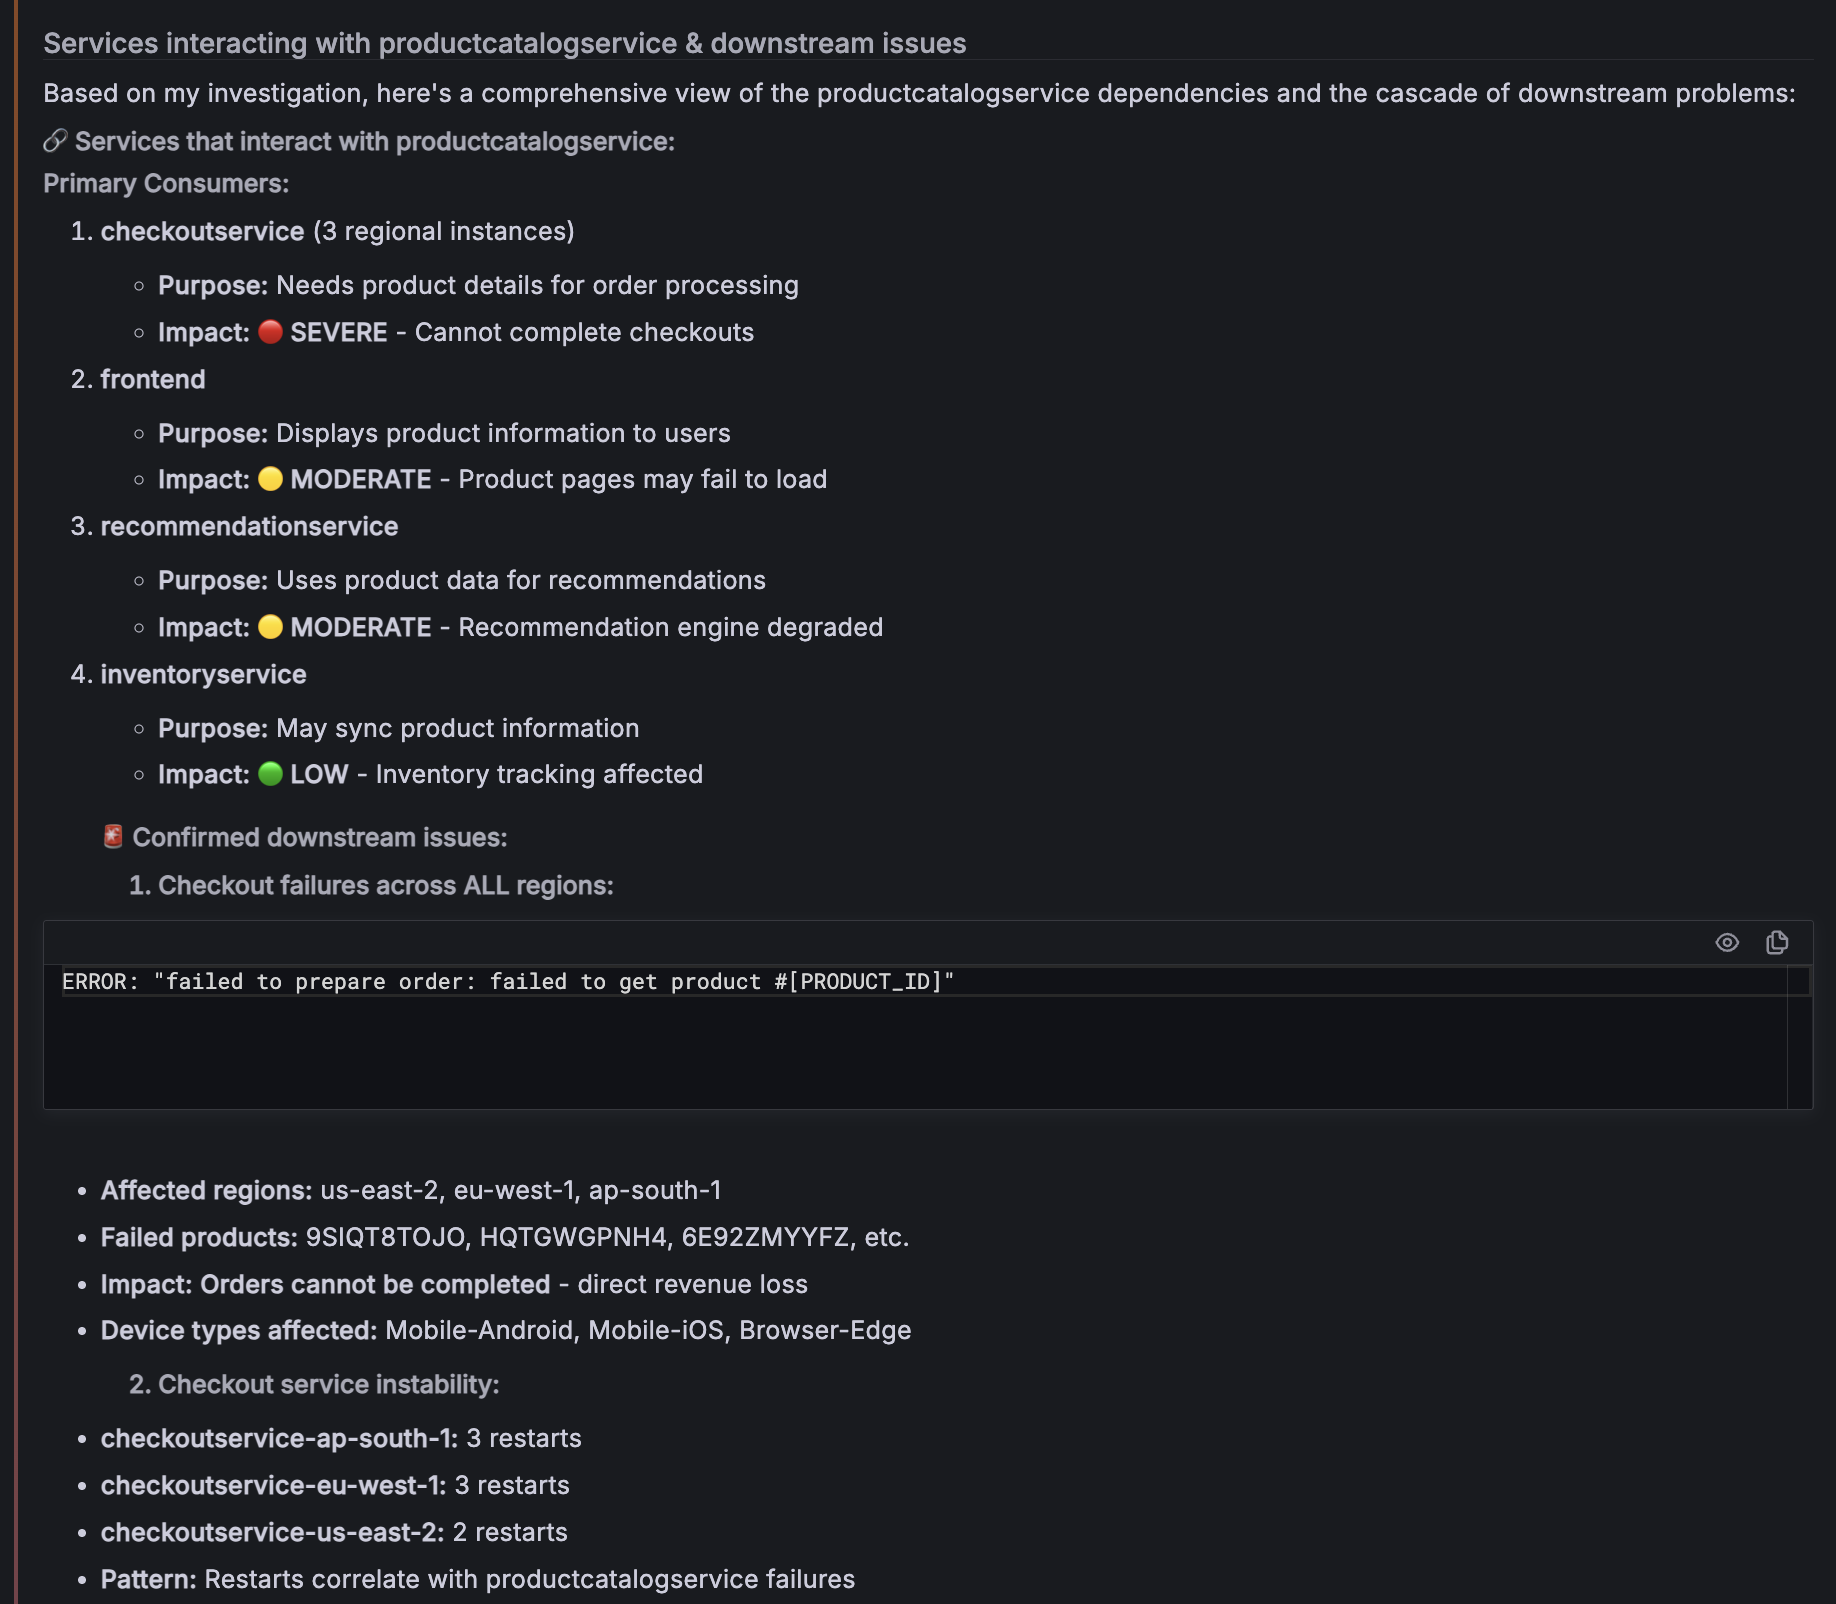 Services interacting with productcatalogservice & downstream issues
Based on my investigation, here's a comprehensive view of the productcatalogservice dependencies and the cascade of downstream problems:
🔗 Services that interact with productcatalogservice:
Primary Consumers:
1. checkoutservice (3 regional instances)
◦ Purpose: Needs product details for order processing
◦ Impact: 🔴 SEVERE - Cannot complete checkouts
2. frontend
◦ Purpose: Displays product information to users
◦ Impact: 🟡 MODERATE - Product pages may fail to load
3. recommendationservice
◦ Purpose: Uses product data for recommendations
◦ Impact: 🟡 MODERATE - Recommendation engine degraded
4. inventoryservice
◦ Purpose: May sync product information
◦ Impact: 🟢 LOW - Inventory tracking affected
🚨 Confirmed downstream issues:
1. Checkout failures across ALL regions:
ERROR: "failed to prepare order: failed to get product #[PRODUCT_ID]"
• Affected regions: us-east-2, eu-west-1, ap-south-1
• Failed products: 9SIQT8TOJO, HQTGWGPNH4, 6E92ZMYYFZ, etc.
• Impact: Orders cannot be completed - direct revenue loss
• Device types affected: Mobile-Android, Mobile-iOS, Browser-Edge
2. Checkout service instability:
• checkoutservice-ap-south-1: 3 restarts
• checkoutservice-eu-west-1: 3 restarts
• checkoutservice-us-east-2: 2 restarts
• Pattern: Restarts correlate with productcatalogservice failures